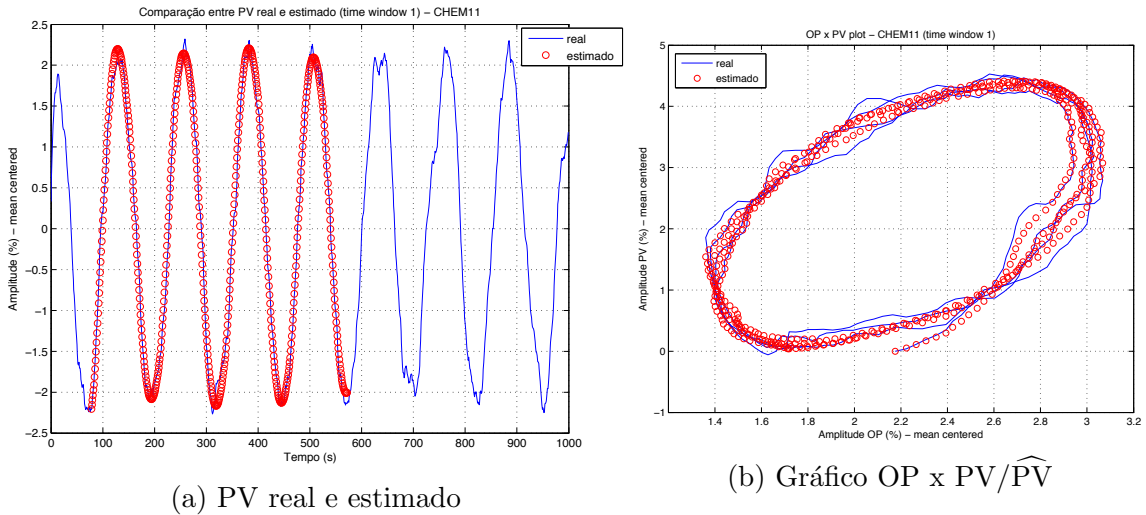 Comparação entre PV real e estimado (time window 1) – CHEM11
2.5
2
1.5
1
0.5
0
−0.5
−1
−1.5
−2
−2.5
Amplitude (%) – mean centered
real
estimado
0 100 200 300 400 500 600 700 800 900 1000
Tempo (s)
(a) PV real e estimado
OP x PV plot – CHEM11 (time window 1)
5
4
3
2
1
0
−1
Amplitude PV (%) – mean centered
real
estimado
1.4 1.6 1.8 2 2.2 2.4 2.6 2.8 3 3.2
Amplitude OP (%) – mean centered
(b) Gráfico OP x PV/P̂V̂